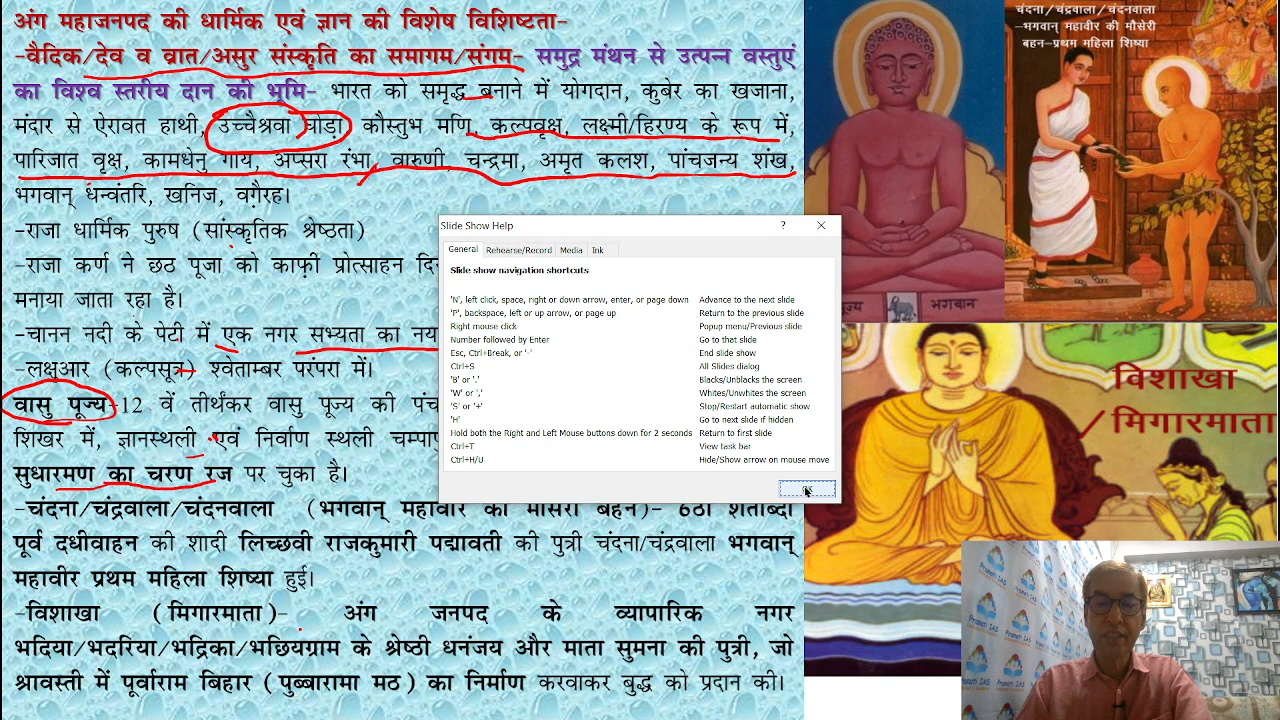 अंग महाजनपद की धार्मिक एवं ज्ञान की विशेष विशिष्टता-
-वैदिक/देव व व्रात/असुर संस्कृति का समागम/संगम- समुद्र मंथन से उत्पन्न वस्तुएं
का विश्व स्तरीय दान की भूमि- भारत को समृद्ध बनाने में योगदान, कुबेर का खजाना,
मंदार से ऐरावत हाथी, उच्चैश्रवा घोड़ा कौस्तुभ मणि, कल्पवृक्ष, लक्ष्मी/हिरण्य के रूप में,
पारिजात वृक्ष, कामधेनु गाय, अप्सरा रंभा, वारुणी, चन्द्रमा, अमृत कलश, पांचजन्य शंख,
भगवान् धन्वंतरि, खनिज, वगै़रह।
-राजा धार्मिक पुरुष (सांस्कृतिक श्रेष्ठता)
-राजा कर्ण ने छठ पूजा को काफी प्रोत्साहन
मनाया जाता रहा है।
-चानन नदी के पेटी में एक नगर सभ्यता का
-लक्षुआर (कल्पसूत्र) श्वेताम्बर परंपरा में।
वासु पूज्य-12 वें तीर्थंकर वासु पूज्य की
शिखर में, ज्ञानस्थली एवं निर्वाण स्थली
सुधारमण का चरण रज पर चुका है।
-चंदना/चंद्रवाला/चंदनवाला (भगवान् महावीर की मौसेरी बहन)- 6ठी शताब्दी
पूर्व दधीवाहन की शादी लिच्छवी राजकुमारी पद्मावती की पुत्री चंदना/चंद्रवाला भगवान्
महावीर प्रथम महिला शिष्या हुई।
-विशाखा (मिगारमाता)- अंग जनपद के व्यापारिक नगर
भदिया/भदरिया/भद्रिका/भछियग्राम के श्रेष्ठी धनंजय और माता सुमना की पुत्री, जो
श्रावस्ती में पूर्वाराम बिहार (पुब्बारामा मठ) का निर्माण करवाकर बुद्ध को प्रदान की।
Slide Show Help
General Rehearse/Record Media Ink
Slide show navigation shortcuts
'N', left click, space, right or down arrow, enter, or page down Advance to the next slide
'P', backspace, left or up arrow, or page up Return to the previous slide
Right mouse click Popup menu/Previous slide
Number followed by Enter Go to that slide
Esc, Ctrl+Break, or '-' End slide show
Ctrl+S All Slides dialog
'B' or '.' Blacks/Unblacks the screen
'W' or ',' Whites/Unwhites the screen
'S' or '+' Stop/Restart automatic show
'H' Go to next slide if hidden
Hold both the Right and Left Mouse buttons down for 2 seconds Return to first slide
Ctrl+T View task bar
Ctrl+H/U Hide/Show arrow on mouse move
OK
भगवान
चंदना/चंद्रवाला/चंदनवाला
-भगवान् महावीर की मौसेरी
बहन-प्रथम महिला शिष्या
विशाखा
/मिगारमाता
Pranati IAS